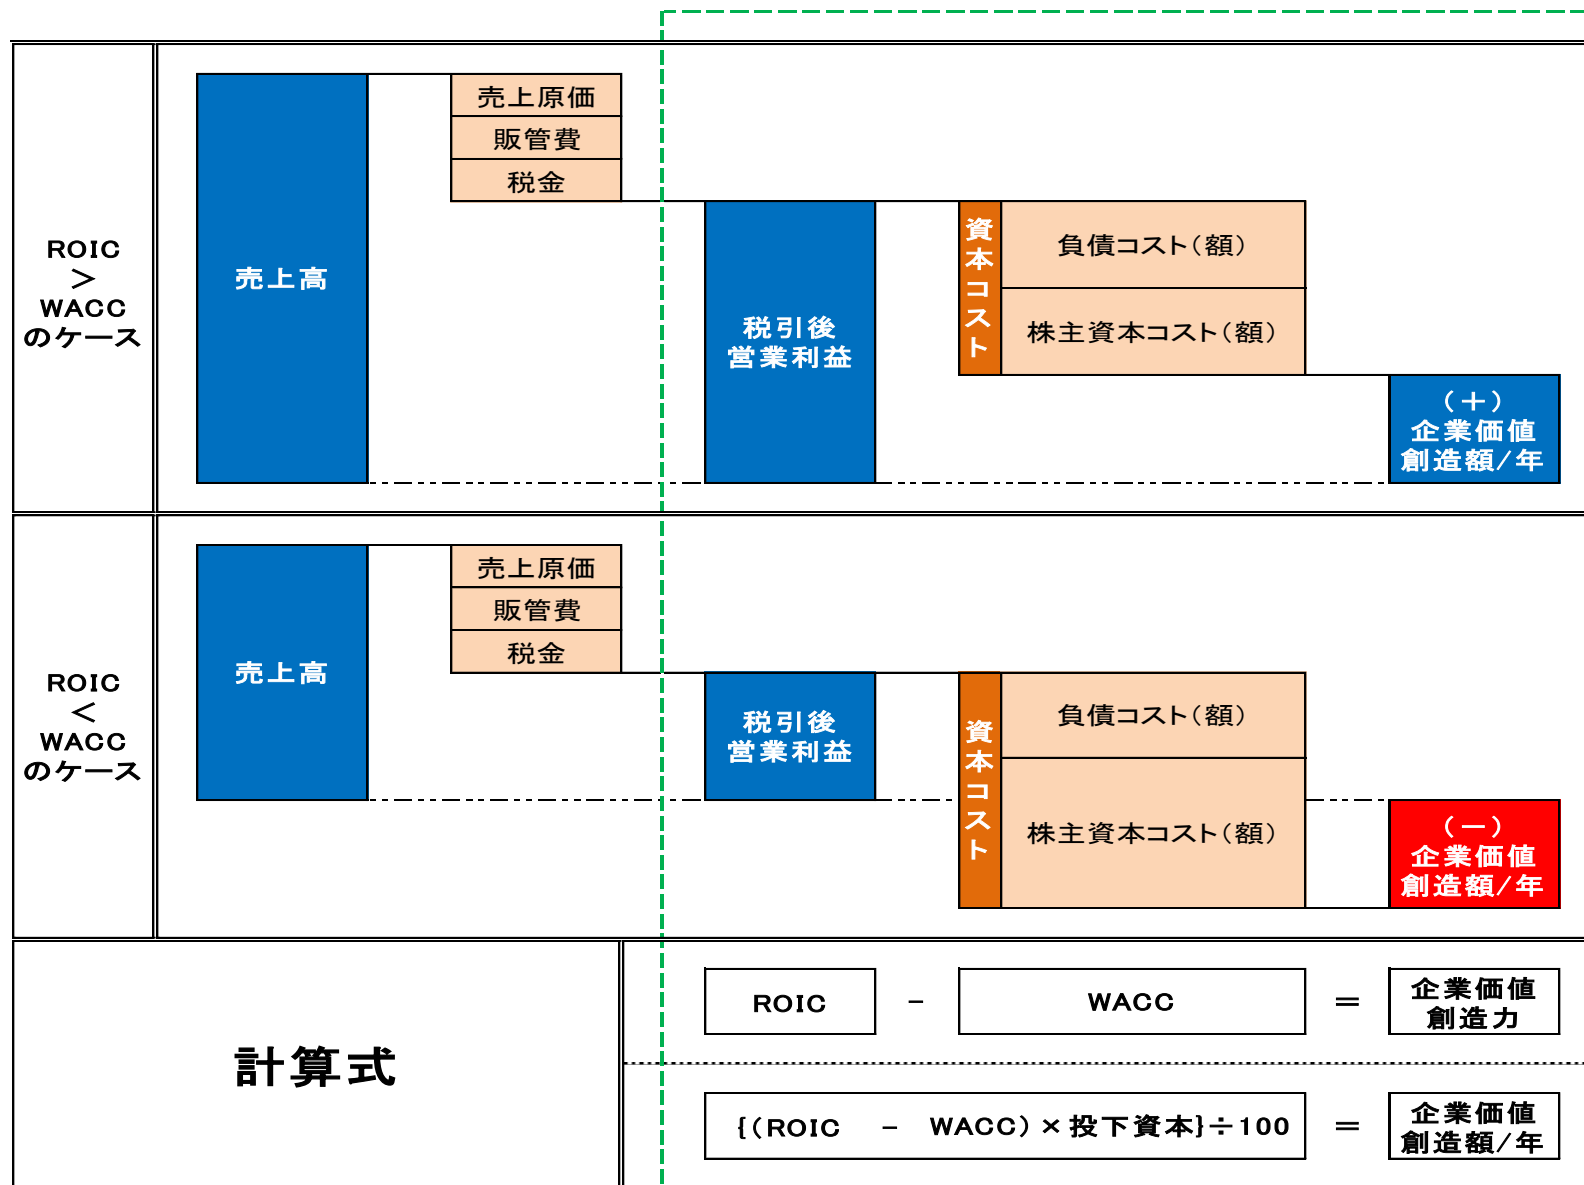 ROIC
＞
WACC
のケース
売上高
売上原価
販管費
税金
税引後
営業利益
資本コスト
負債コスト（額）
株主資本コスト（額）
（＋）
企業価値
創造額/年
ROIC
＜
WACC
のケース
売上高
売上原価
販管費
税金
税引後
営業利益
資本コスト
負債コスト（額）
株主資本コスト（額）
（－）
企業価値
創造額/年
計算式
ROIC － WACC ＝ 企業価値
創造力
{（ROIC － WACC）×投下資本}÷100 ＝ 企業価値
創造額/年